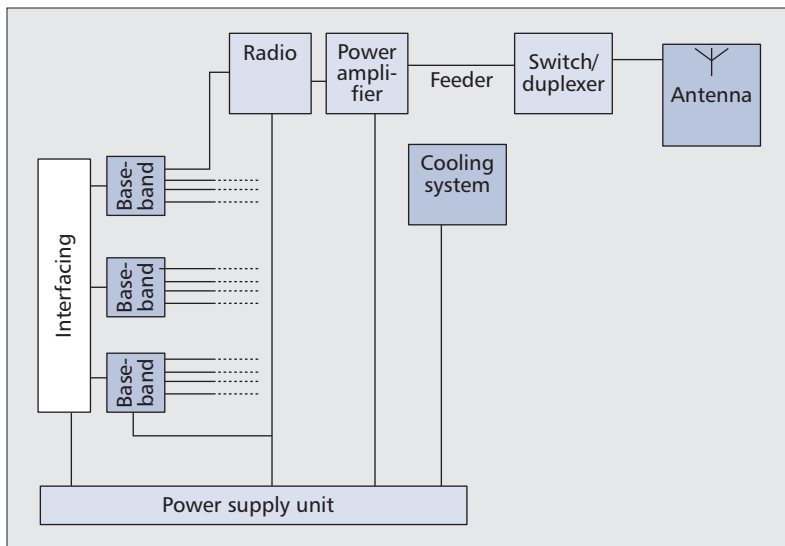 Radio
Power
ampli-
fier
Feeder
Switch/
duplexer
Antenna
Cooling
system
Interfacing
Base-
band
Base-
band
Base-
band
Power supply unit